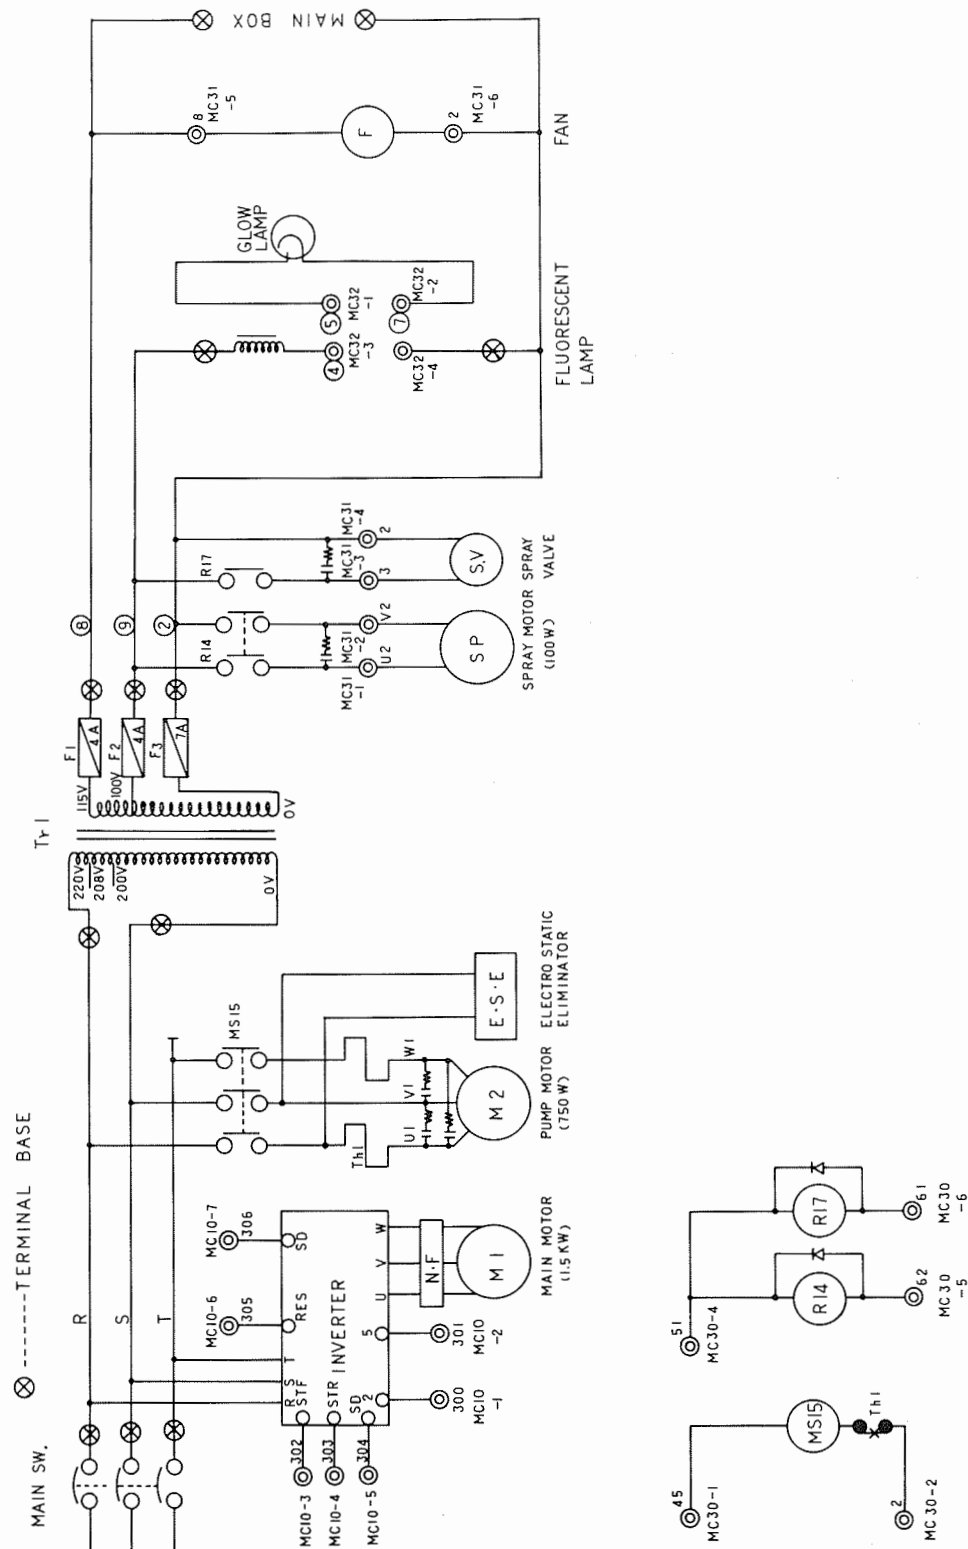 ⊗ ------TERMINAL BASE
MAIN SW.
R
S
T
MC10-3
302
MC10-4
303
MC10-5
304
R
S
T
STF
STR
SD
2
5
INVERTER
RES
SD
MC10-6
305
MC10-7
306
300
MC10
-1
301
MC10
-2
U
V
W
N·F
M1
MAIN MOTOR
(1.5KW)
MS15
Th1
U1
V1
W1
M2
PUMP MOTOR
(750W)
E·S·E
ELECTRO STATIC
ELIMINATOR
Tr1
220V
208V
200V
0V
115V
100V
0V
F1
4A
F2
4A
F3
7A
8
9
2
R14
R17
MC31
-1
U2
MC31
-2
V2
MC31
-3
3
MC31
-4
2
SP
S.V
SPRAY MOTOR
(100W)
SPRAY
VALVE
4
MC32
-3
5
MC32
-1
7
MC32
-2
MC32
-4
GLOW
LAMP
FLUORESCENT
LAMP
8
MC31
-5
F
2
MC31
-6
FAN
MAIN BOX
45
MC30-1
MS15
Th1
2
MC30-2
51
MC30-4
R14
62
MC30
-5
R17
61
MC30
-6